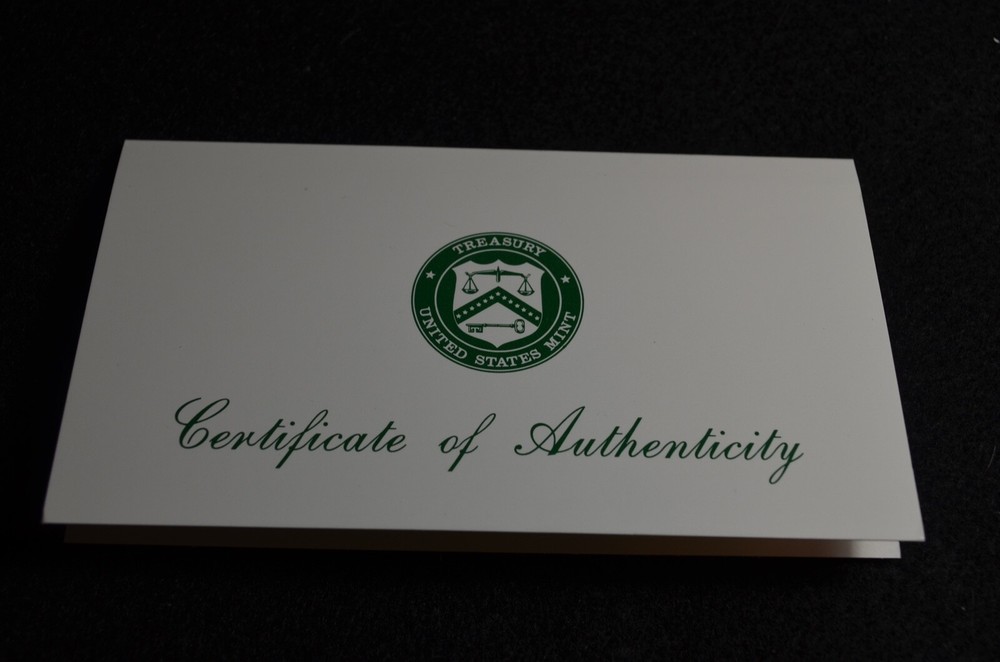 TREASURY
UNITED STATES MINT
Certificate of Authenticity